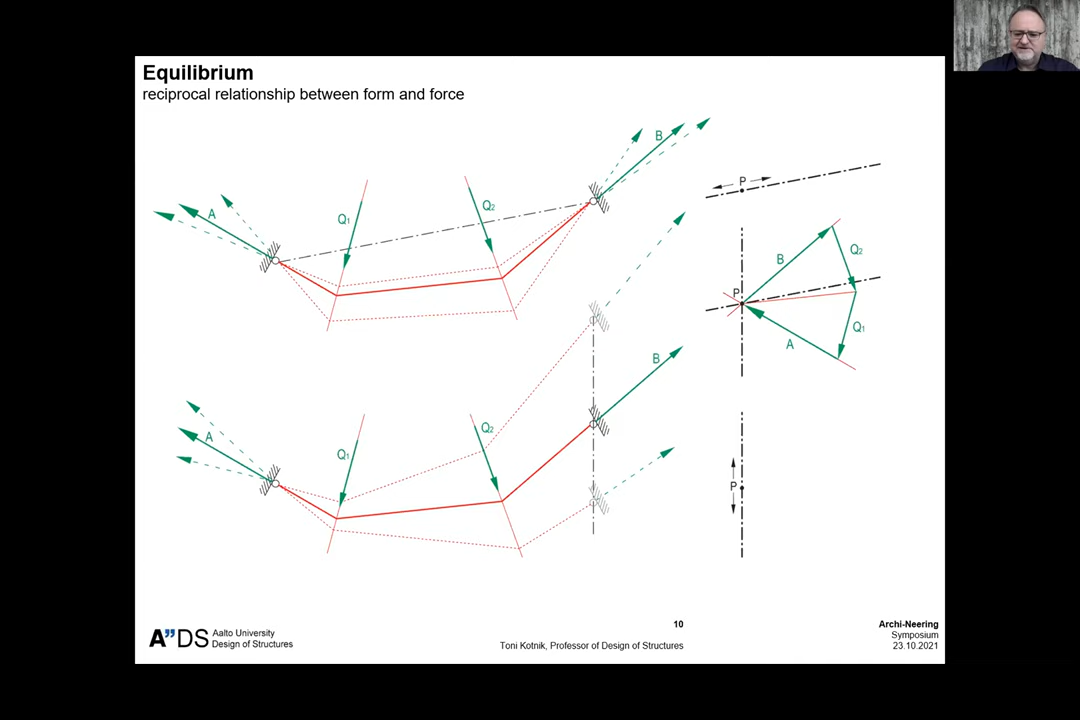 Equilibrium
reciprocal relationship between form and force
A
Q1
Q2
B
P
P
B
Q2
Q1
A
A
Q1
Q2
B
P
A"DS
Aalto University
Design of Structures
10
Toni Kotnik, Professor of Design of Structures
Archi-Neering
Symposium
23.10.2021